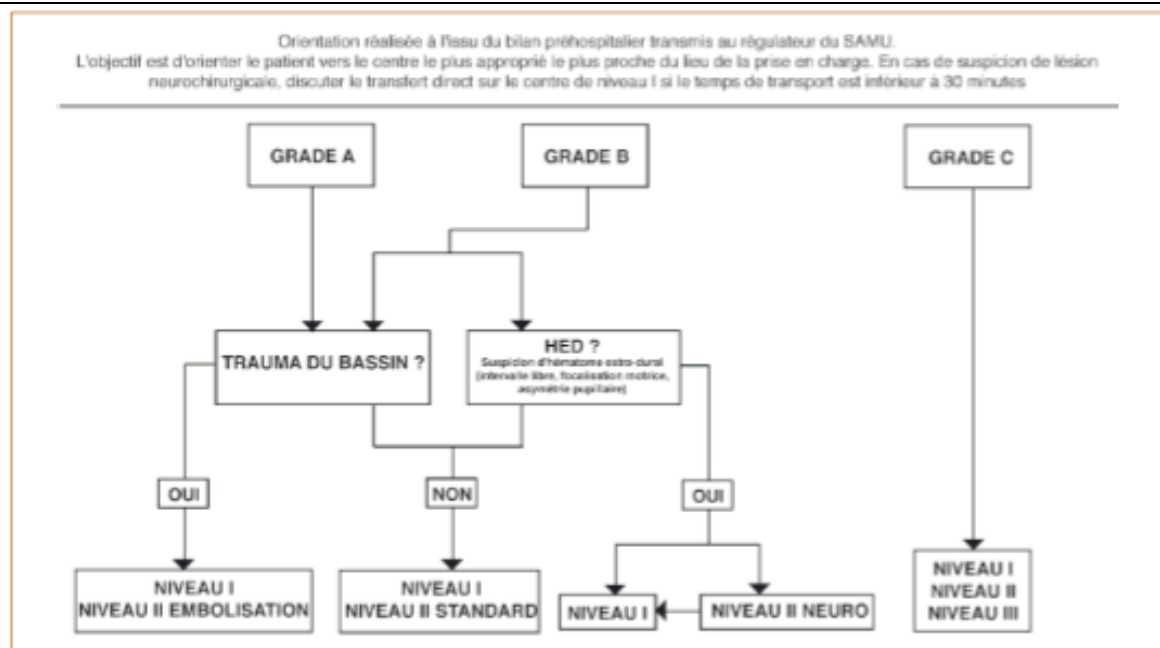 Orientation réalisée à l'issu du bilan préhospitalier transmis au régulateur du SAMU.
L'objectif est d'orienter le patient vers le centre le plus approprié le plus proche du lieu de la prise en charge. En cas de suspicion de lésion
neurochirurgicale, discuter le transfert direct sur le centre de niveau I si le temps de transport est inférieur à 30 minutes
GRADE A
GRADE B
GRADE C
TRAUMA DU BASSIN ?
HED ?
Suspicion d'hématome extra-dural
(intervalle libre, focalisation motrice,
asymétrie pupillaire)
OUI
NON
OUI
NIVEAU I
NIVEAU II EMBOLISATION
NIVEAU I
NIVEAU II STANDARD
NIVEAU I
NIVEAU II NEURO
NIVEAU I
NIVEAU II
NIVEAU III